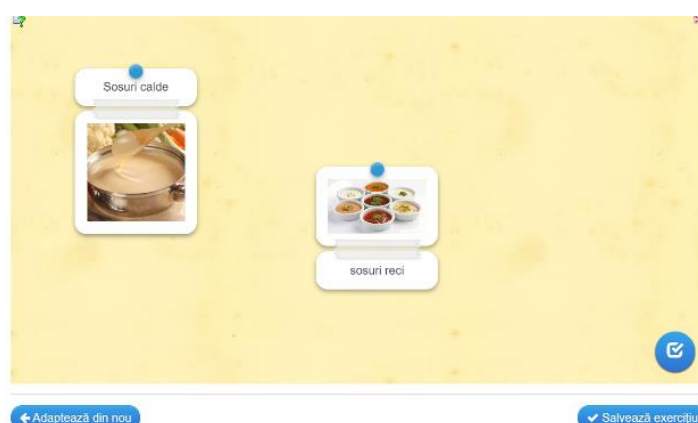 Sosuri calde
sosuri reci
Adaptează din nou
Salvează exercițiu